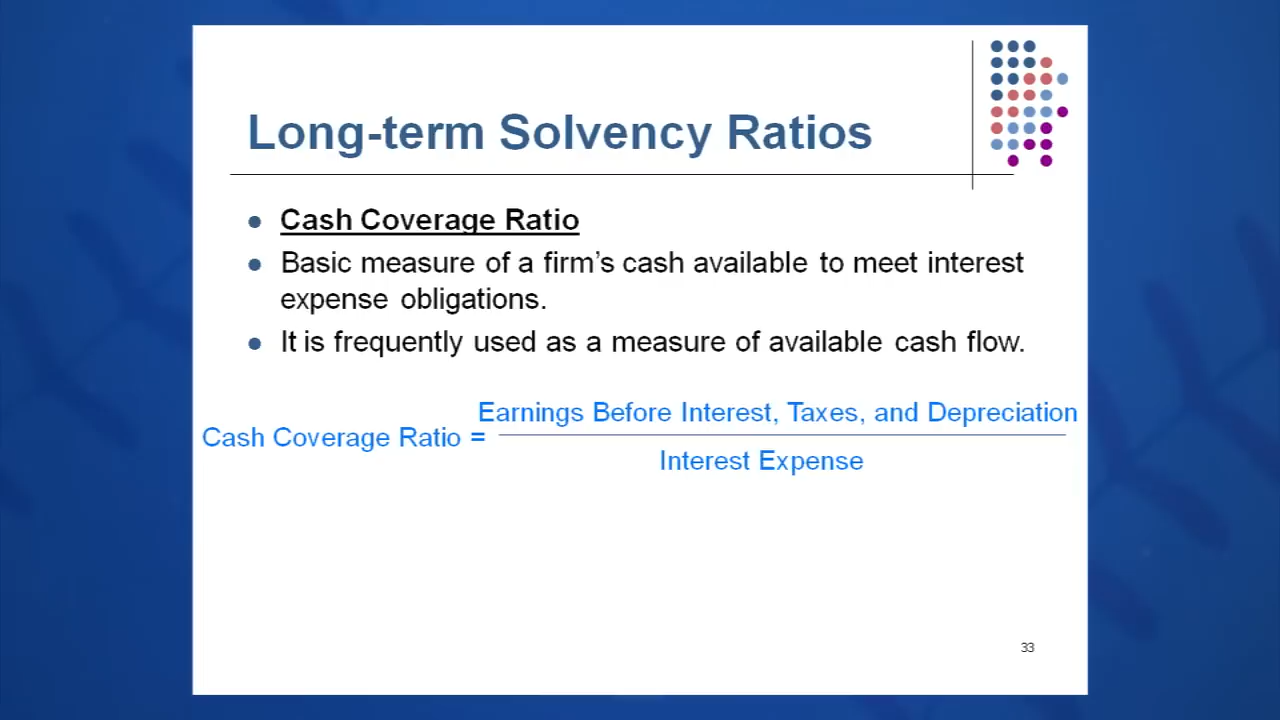 Long-term Solvency Ratios
Cash Coverage Ratio
Basic measure of a firm's cash available to meet interest
expense obligations.
It is frequently used as a measure of available cash flow.
Earnings Before Interest, Taxes, and Depreciation
Cash Coverage Ratio =
Interest Expense
33